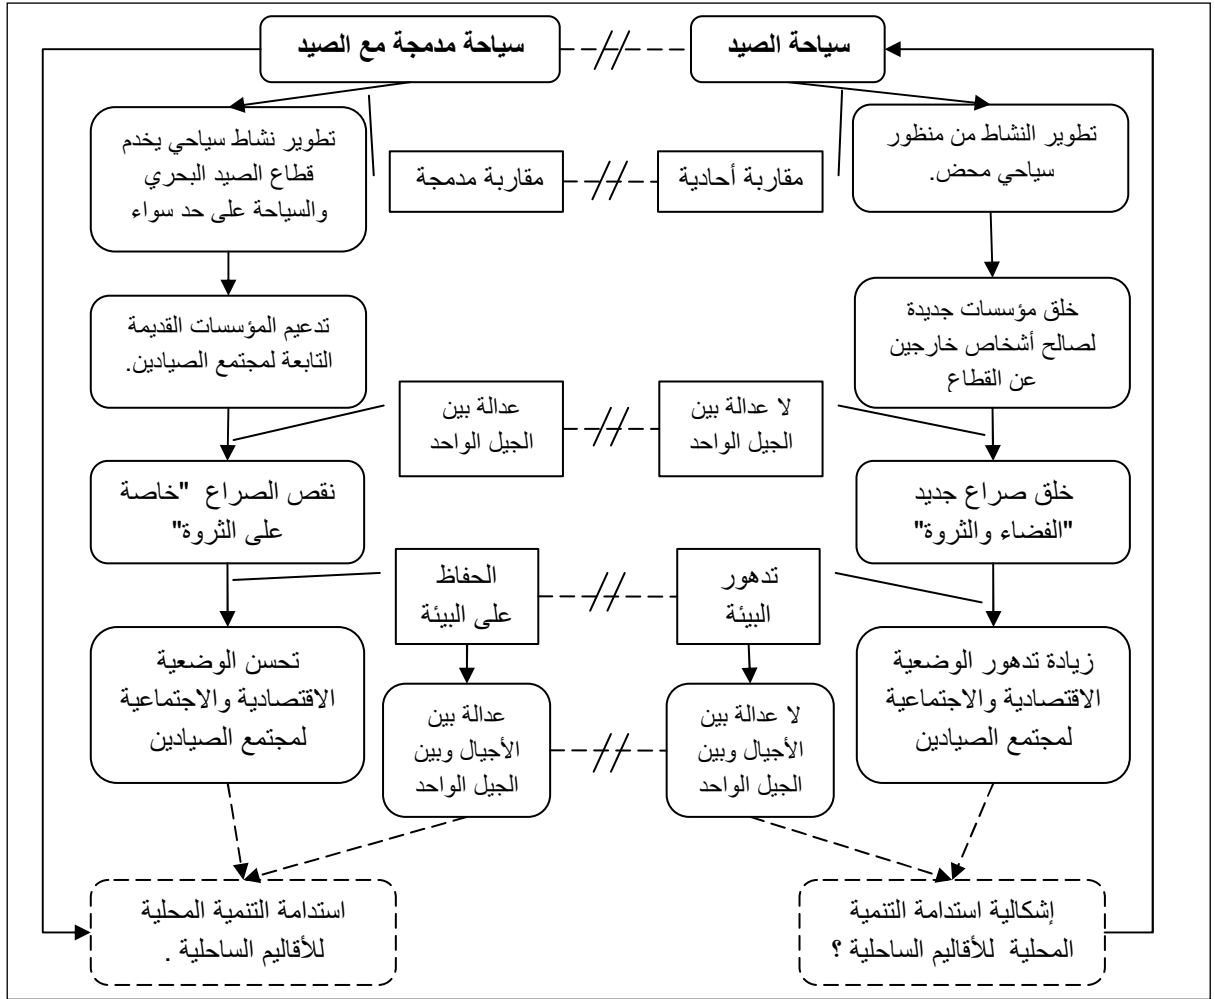 سياحة الصيد
سياحة مدمجة مع الصيد
تطوير النشاط من منظور
سياحي محض.
مقاربة أحادية
مقاربة مدمجة
تطوير نشاط سياحي يخدم
قطاع الصيد البحري
والسياحة على حد سواء
خلق مؤسسات جديدة
لصالح أشخاص خارجين
عن القطاع
تدعيم المؤسسات القديمة
التابعة لمجتمع الصيادين.
لا عدالة بين
الجيل الواحد
عدالة بين
الجيل الواحد
خلق صراع جديد
"الفضاء والثروة"
نقص الصراع "خاصة
على الثروة"
تدهور
البيئة
الحفاظ
على البيئة
زيادة تدهور الوضعية
الاقتصادية والاجتماعية
لمجتمع الصيادين
لا عدالة بين
الأجيال وبين
الجيل الواحد
عدالة بين
الأجيال وبين
الجيل الواحد
تحسن الوضعية
الاقتصادية والاجتماعية
لمجتمع الصيادين
إشكالية استدامة التنمية
المحلية للأقاليم الساحلية ؟
استدامة التنمية المحلية
للأقاليم الساحلية .